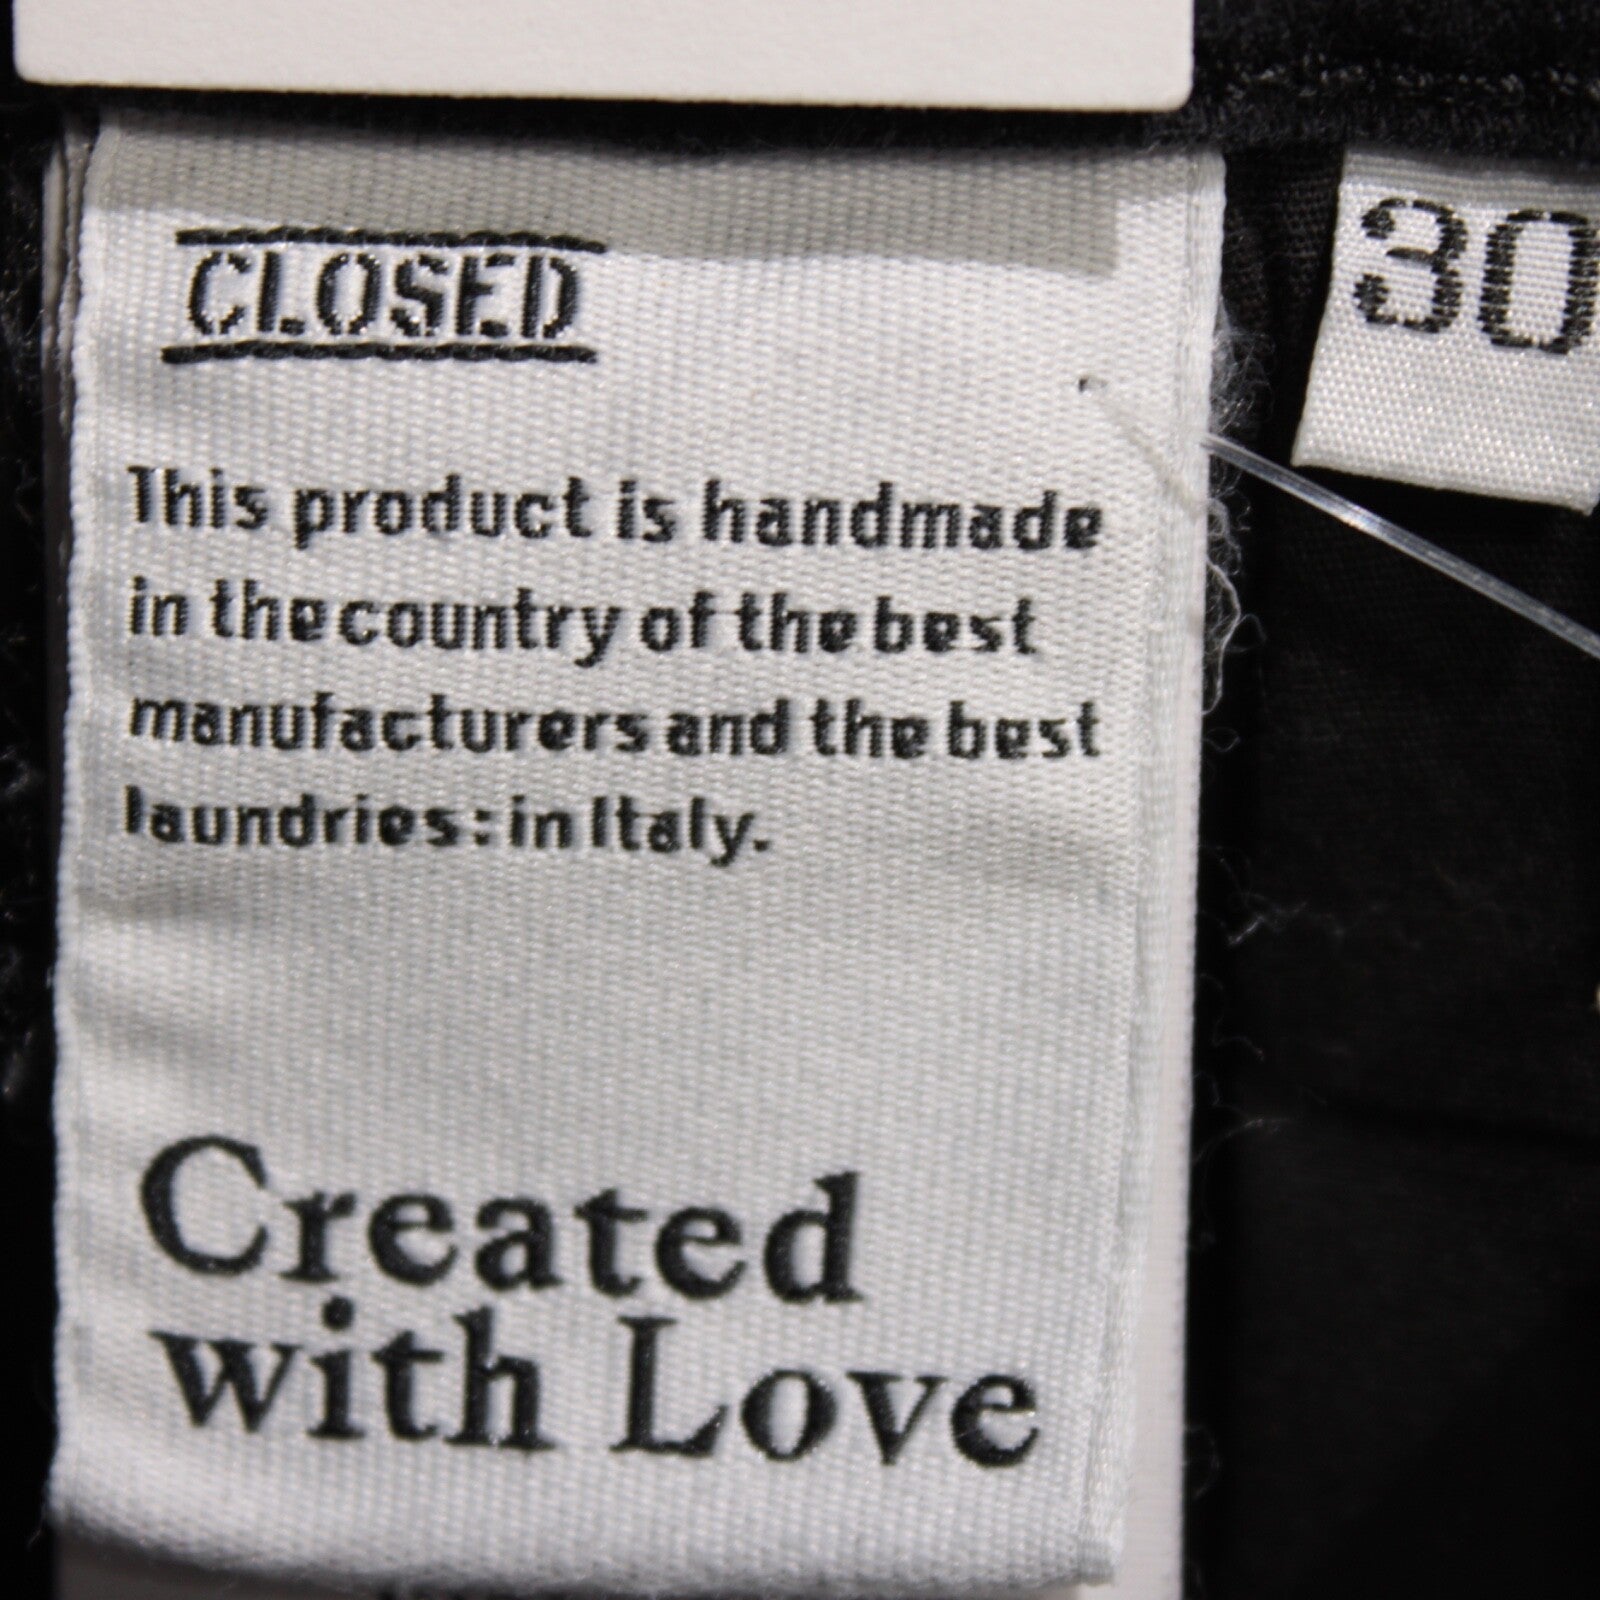 CLOSED
30
This product is handmade
in the country of the best
manufacturers and the best
laundries: in Italy.
Created
with Love